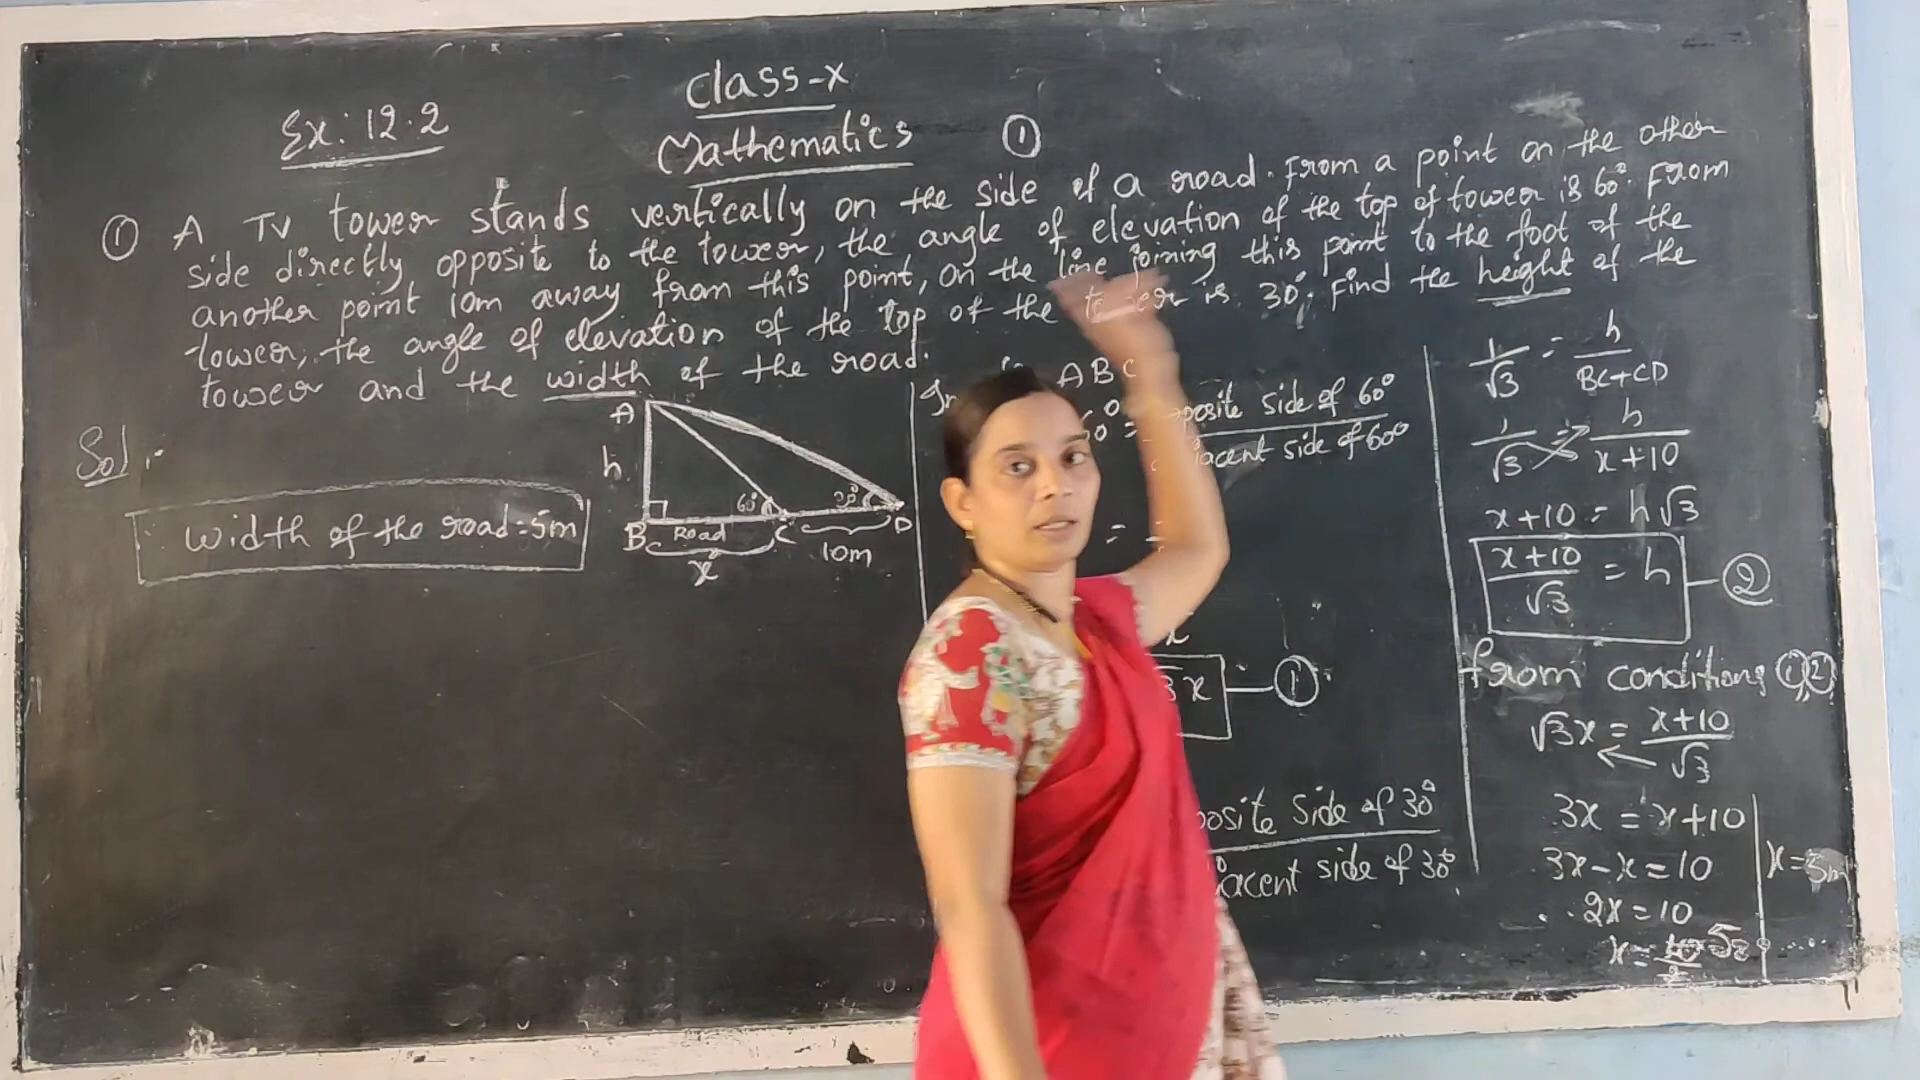 Class-X
Ex: 12.2
Mathematics ①
① A TV tower stands vertically on the side of a road. From a point on the other
side directly opposite to the tower, the angle of elevation of the top of tower is 60°. From
another point 10m away from this point, on the line joining this point to the foot of the
tower, the angle of elevation of the top of the tower is 30°. Find the height of the
tower and the width of the road.
Sol:-
Width of the road = 5m
A
h
B Road C D
60° 30°
x 10m
ABC
= opposite side of 60°
adjacent side of 60°
=
x
3x — ①
opposite side of 30°
adjacent side of 30°
1/√3 = h/BC+CD
1/√3 = h/x+10
x+10 = h√3
x+10/√3 = h — ②
from conditions ①,②
√3x = x+10/√3
3x = x+10
3x-x = 10
2x = 10
x = 10/2 = 5
x = 5m